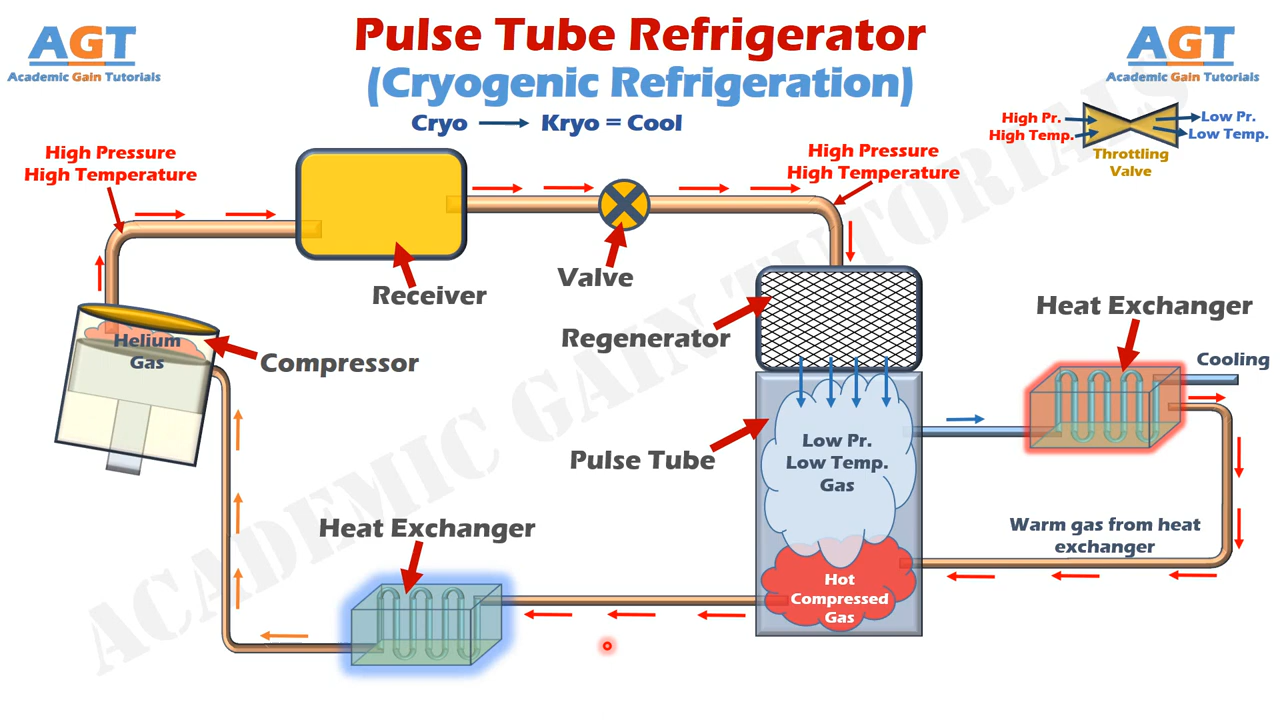 AGT
Academic Gain Tutorials
Pulse Tube Refrigerator
(Cryogenic Refrigeration)
Cryo → Kryo = Cool
AGT
Academic Gain Tutorials
High Pr.
High Temp.
Low Pr.
Low Temp.
Throttling
Valve
High Pressure
High Temperature
High Pressure
High Temperature
Receiver
Valve
Regenerator
Heat Exchanger
Cooling
Helium
Gas
Compressor
Pulse Tube
Low Pr.
Low Temp.
Gas
Heat Exchanger
Warm gas from heat
exchanger
Hot
Compressed
Gas
ACADEMIC GAIN TUTORIALS